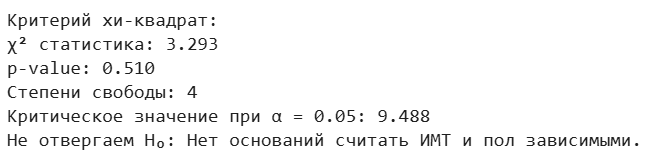 Критерий хи-квадрат:
χ² статистика: 3.293
p-value: 0.510
Степени свободы: 4
Критическое значение при α = 0.05: 9.488
Не отвергаем H₀: Нет оснований считать ИМТ и пол зависимыми.